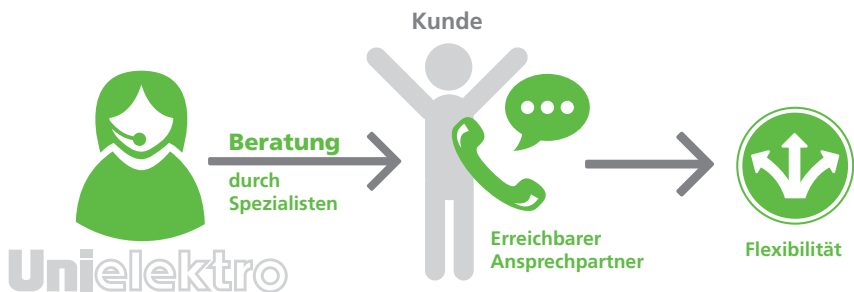 Kunde
Beratung
durch
Spezialisten
Erreichbarer
Ansprechpartner
Flexibilität
Unielektro